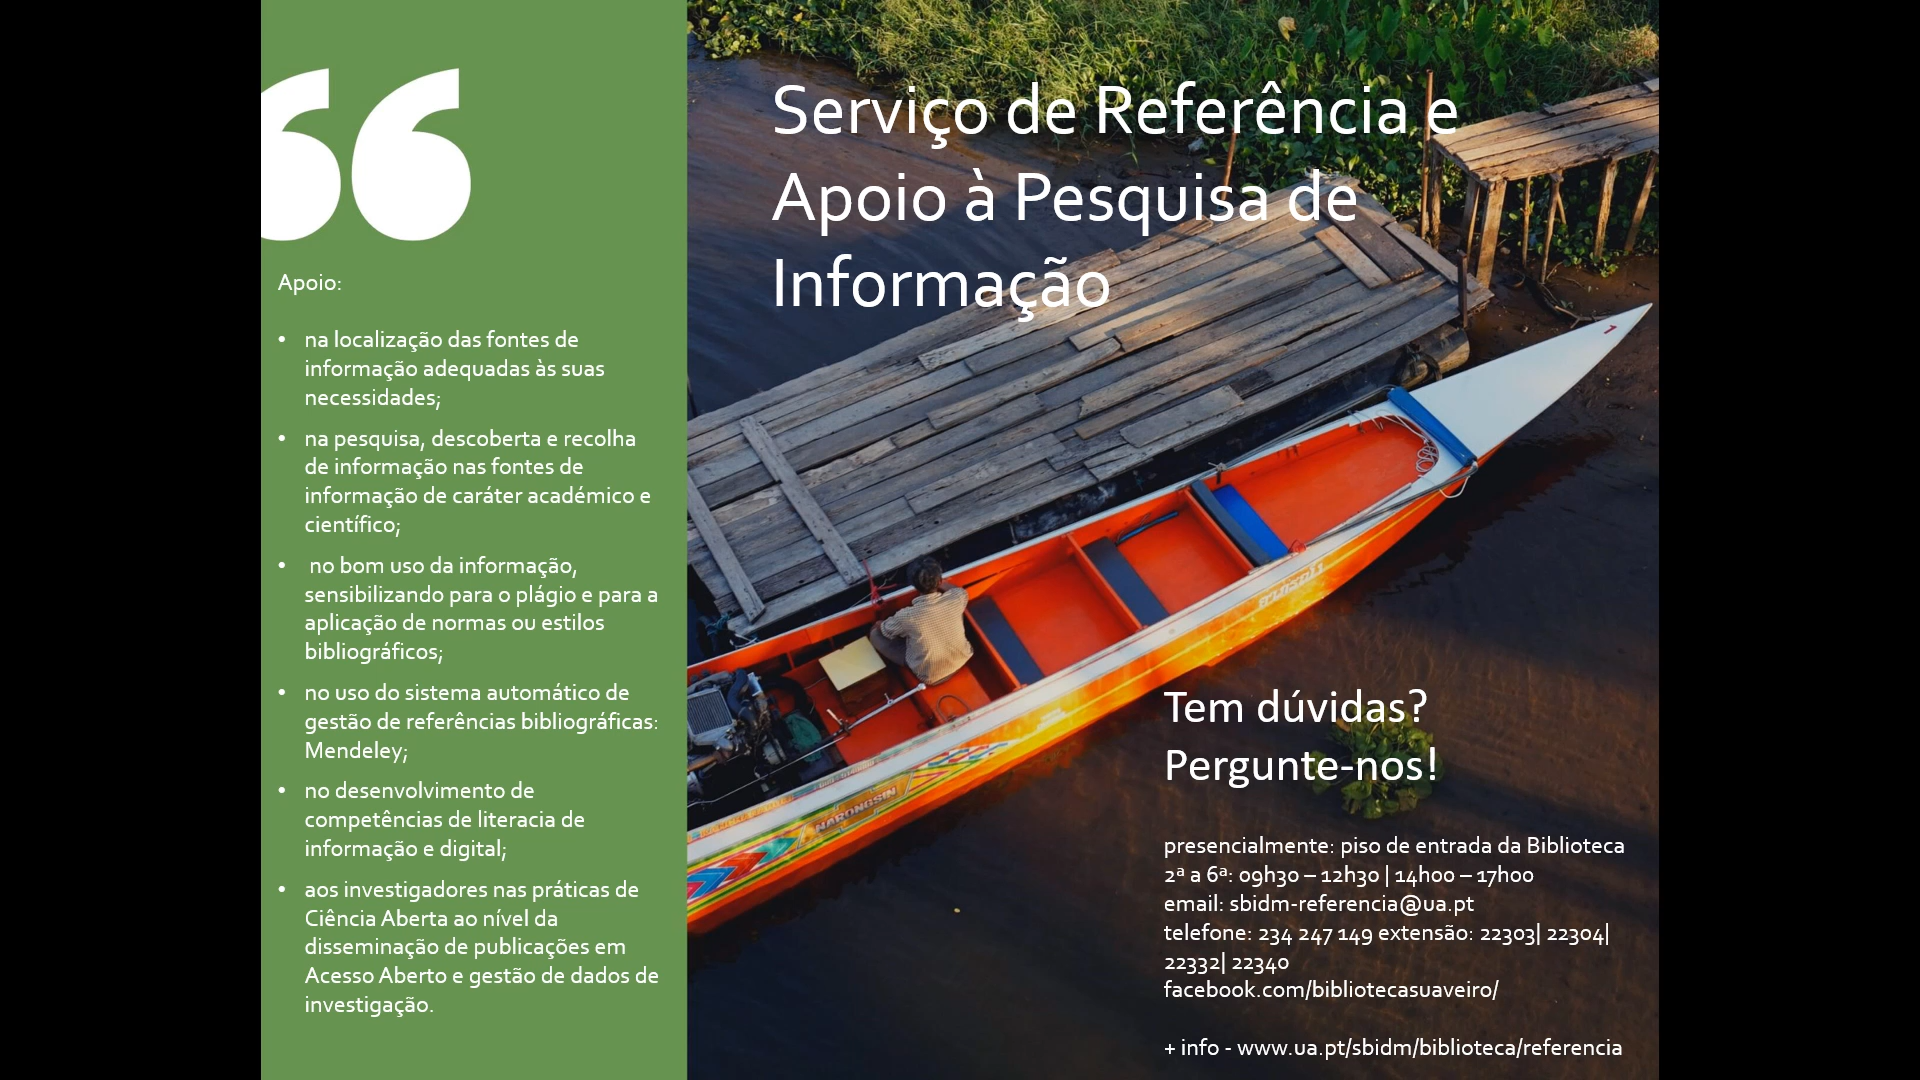 Serviço de Referência e
Apoio à Pesquisa de
Informação
Apoio:
• na localização das fontes de
informação adequadas às suas
necessidades;
• na pesquisa, descoberta e recolha
de informação nas fontes de
informação de caráter académico e
científico;
• no bom uso da informação,
sensibilizando para o plágio e para a
aplicação de normas ou estilos
bibliográficos;
• no uso do sistema automático de
gestão de referências bibliográficas:
Mendeley;
• no desenvolvimento de
competências de literacia de
informação e digital;
• aos investigadores nas práticas de
Ciência Aberta ao nível da
disseminação de publicações em
Acesso Aberto e gestão de dados de
investigação.
1
NARONGSIN
Tem dúvidas?
Pergunte-nos!
presencialmente: piso de entrada da Biblioteca
2ª a 6ª: 09h30 – 12h30 | 14h00 – 17h00
email: sbidm-referencia@ua.pt
telefone: 234 247 149 extensão: 22303| 22304|
22332| 22340
facebook.com/bibliotecasuaveiro/
+ info - www.ua.pt/sbidm/biblioteca/referencia